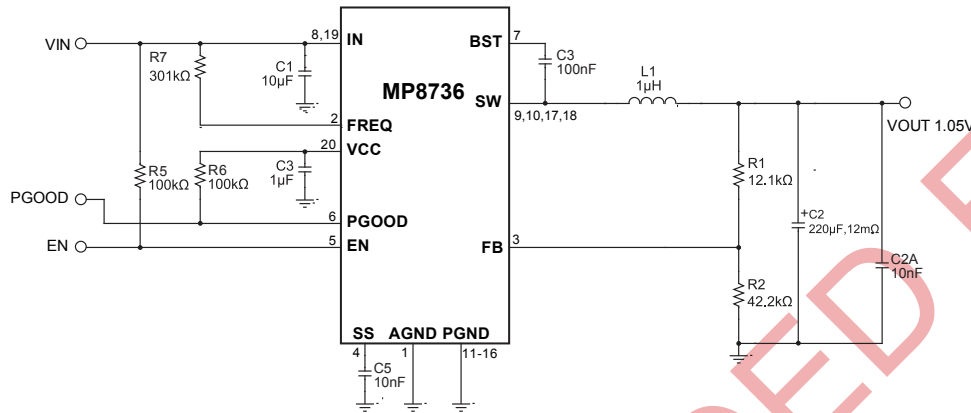 VIN
R7
301kΩ
8,19
IN
C1
10µF
MP8736
BST
7
C3
100nF
SW
9,10,17,18
L1
1µH
VOUT 1.05V
2
FREQ
20
VCC
C3
1µF
R5
100kΩ
R6
100kΩ
PGOOD
6
PGOOD
EN
5
EN
FB
3
R1
12.1kΩ
R2
42.2kΩ
+
C2
220µF,12mΩ
C2A
10nF
SS
AGND
PGND
4
1
11-16
C5
10nF